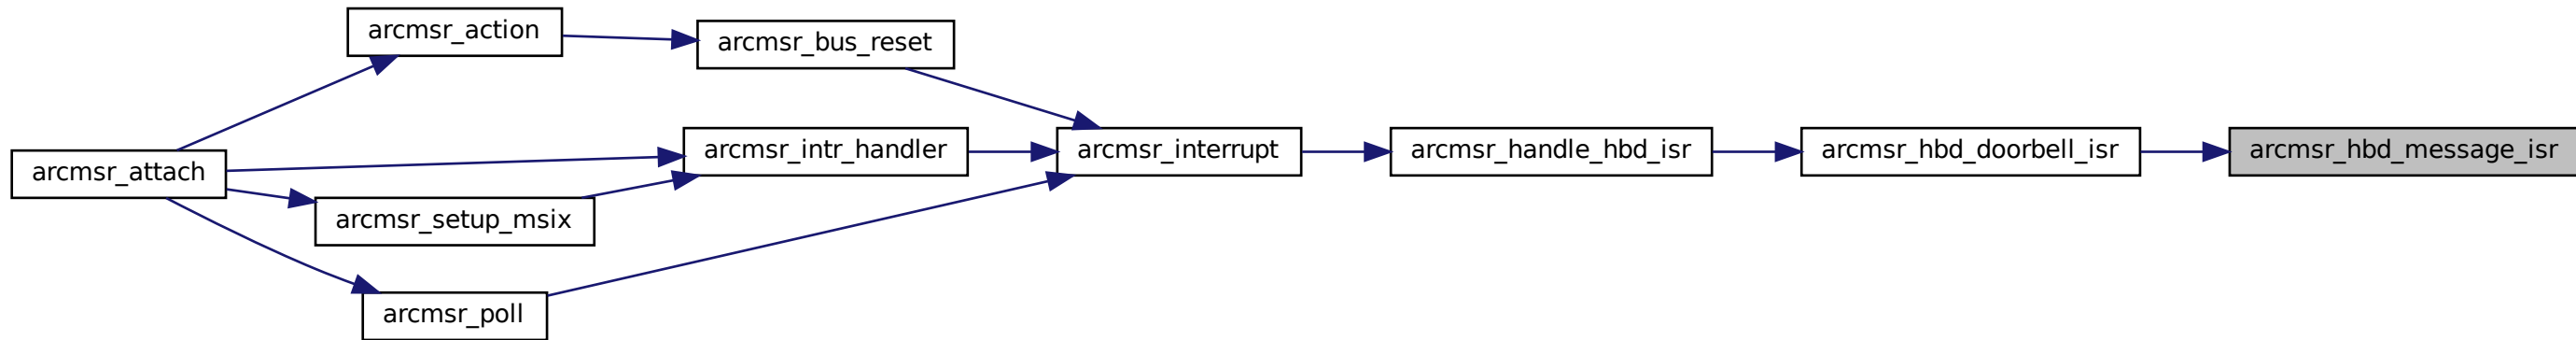 arcmsr_action
arcmsr_bus_reset
arcmsr_attach
arcmsr_intr_handler
arcmsr_interrupt
arcmsr_handle_hbd_isr
arcmsr_hbd_doorbell_isr
arcmsr_hbd_message_isr
arcmsr_setup_msix
arcmsr_poll